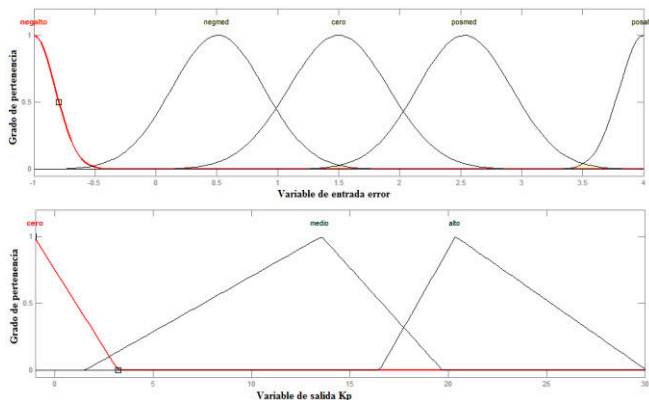 negalto negmed cero posmed posal
1
0.5
0
-1 -0.5 0 0.5 1 1.5 2 2.5 3 3.5 4
Grado de pertenencia
Variable de entrada error
cero medio alto
1
0.5
0
0 5 10 15 20 25 30
Grado de pertenencia
Variable de salida Kp